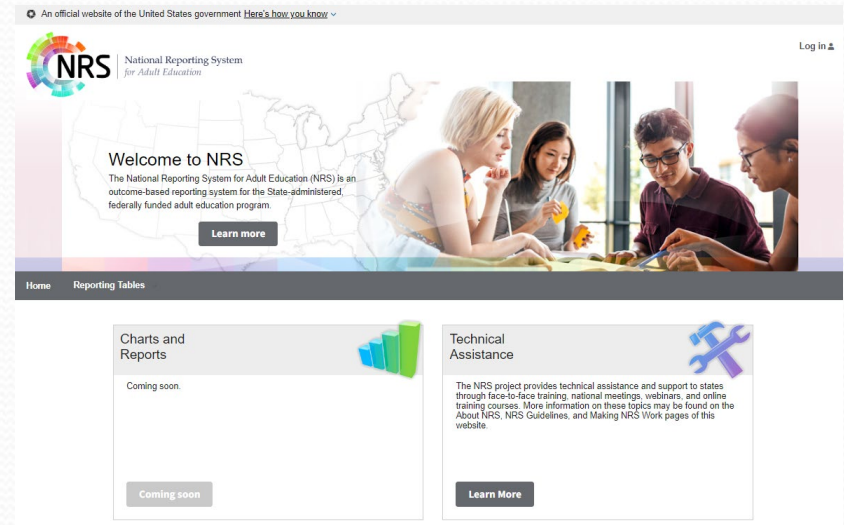 An official website of the United States government Here's how you know
Log in
NRS
National Reporting System
for Adult Education
Welcome to NRS
The National Reporting System for Adult Education (NRS) is an
outcome-based reporting system for the State-administered,
federally funded adult education program.
Learn more
Home Reporting Tables
Charts and
Reports
Coming soon.
Coming soon
Technical
Assistance
The NRS project provides technical assistance and support to states
through face-to-face training, national meetings, webinars, and online
training courses. More information on these topics may be found on the
About NRS, NRS Guidelines, and Making NRS Work pages of this
website.
Learn More